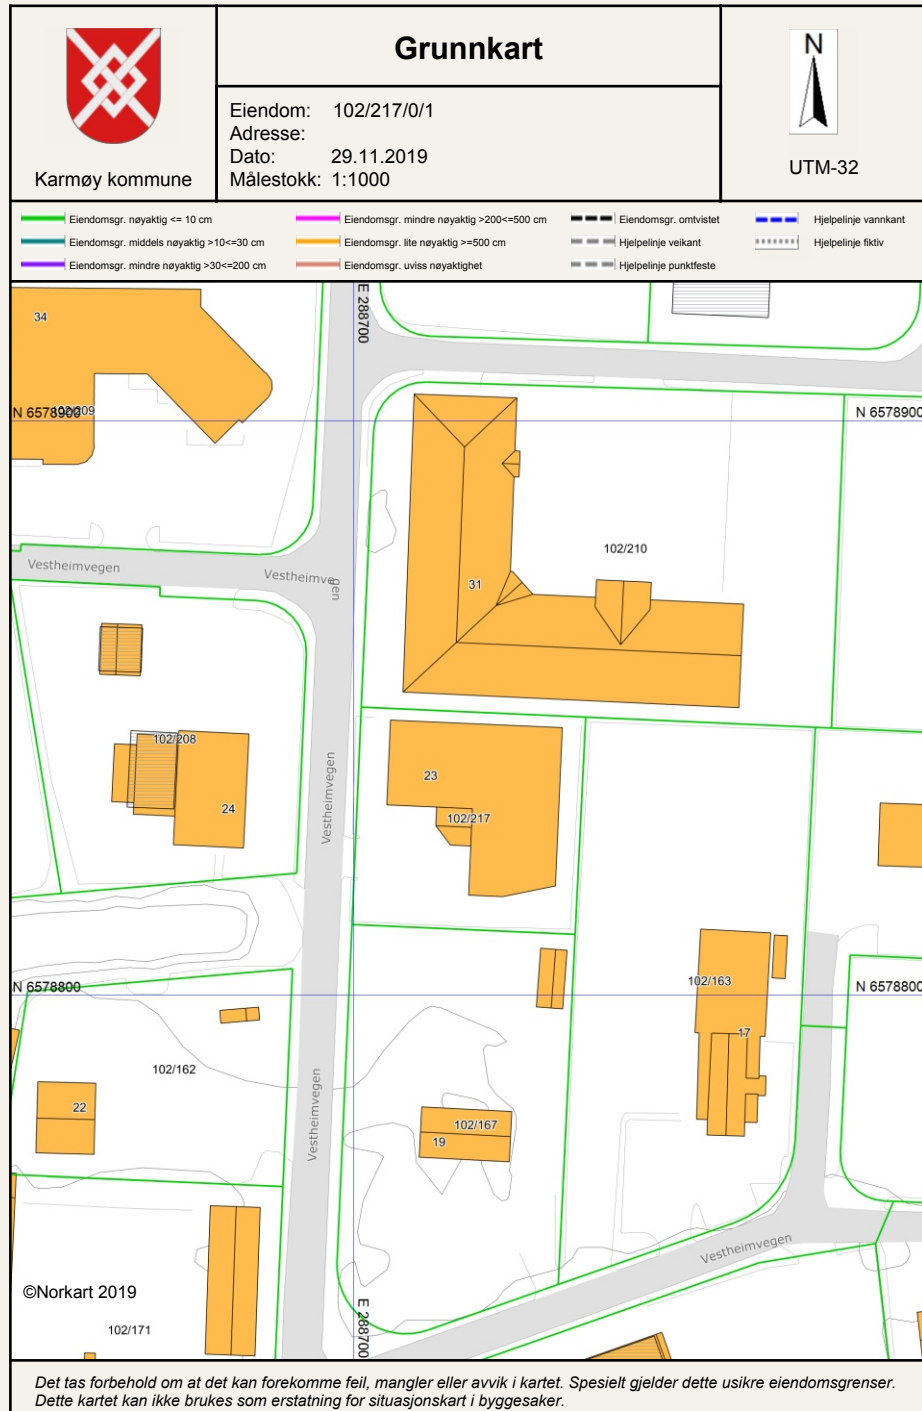 Grunnkart
Karmøy kommune
Eiendom: 102/217/0/1
Adresse:
Dato: 29.11.2019
Målestokk: 1:1000
N
UTM-32
Eiendomsgr. nøyaktig <= 10 cm
Eiendomsgr. middels nøyaktig >10<=30 cm
Eiendomsgr. mindre nøyaktig >30<=200 cm
Eiendomsgr. mindre nøyaktig >200<=500 cm
Eiendomsgr. lite nøyaktig >=500 cm
Eiendomsgr. uviss nøyaktighet
Eiendomsgr. omtvistet
Hjelpelinje veikant
Hjelpelinje punktfeste
Hjelpelinje vannkant
Hjelpelinje fiktiv
E 288700
34
N 6578900
102/209
N 6578900
102/210
31
Vestheimvegen
Vestheimvegen
102/208
24
Vestheimvegen
23
102/217
N 6578800
102/163
N 6578800
17
102/162
22
Vestheimvegen
102/167
19
Vestheimvegen
©Norkart 2019
E 288700
102/171
Det tas forbehold om at det kan forekomme feil, mangler eller avvik i kartet. Spesielt gjelder dette usikre eiendomsgrenser.
Dette kartet kan ikke brukes som erstatning for situasjonskart i byggesaker.